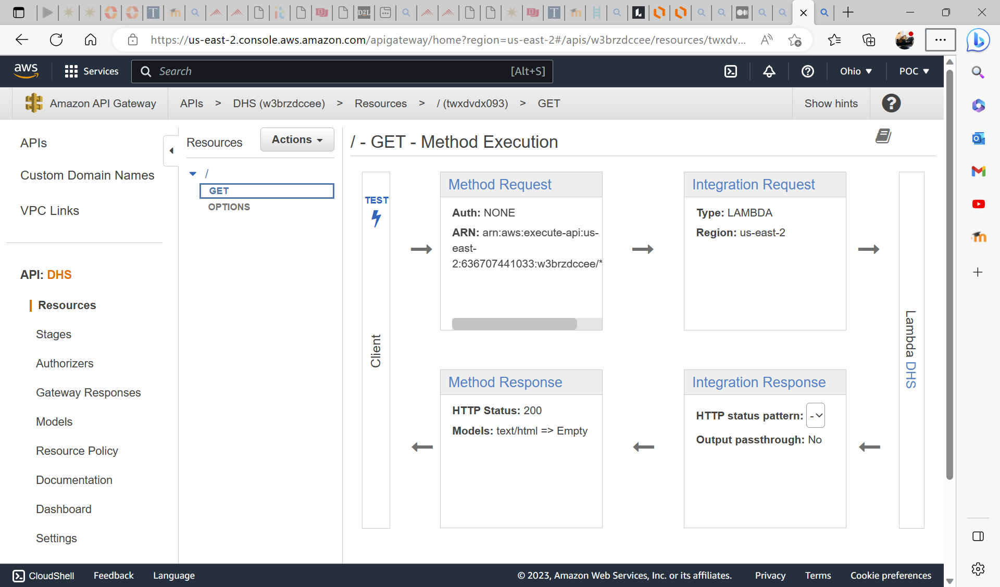 D2L
https://us-east-2.console.aws.amazon.com/apigateway/home?region=us-east-2#/apis/w3brzdccee/resources/twxdv...
aws
Services
Search
[Alt+S]
Ohio
POC
Amazon API Gateway
APIs > DHS (w3brzdccee) > Resources > / (twxdvdx093) > GET
Show hints
APIs
Custom Domain Names
VPC Links
API: DHS
Resources
Stages
Authorizers
Gateway Responses
Models
Resource Policy
Documentation
Dashboard
Settings
Resources
Actions
/
GET
OPTIONS
/ - GET - Method Execution
TEST
Client
Method Request
Auth: NONE
ARN: arn:aws:execute-api:us-
east-
2:636707441033:w3brzdccee/*
Integration Request
Type: LAMBDA
Region: us-east-2
Lambda DHS
Method Response
HTTP Status: 200
Models: text/html => Empty
Integration Response
HTTP status pattern: -
Output passthrough: No
CloudShell
Feedback
Language
© 2023, Amazon Web Services, Inc. or its affiliates.
Privacy
Terms
Cookie preferences